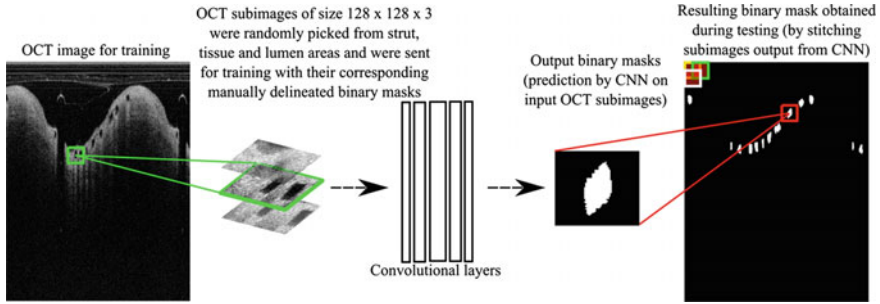 OCT image for training
OCT subimages of size 128 x 128 x 3
were randomly picked from strut,
tissue and lumen areas and were sent
for training with their corresponding
manually delineated binary masks
Convolutional layers
Output binary masks
(prediction by CNN on
input OCT subimages)
Resulting binary mask obtained
during testing (by stitching
subimages output from CNN)